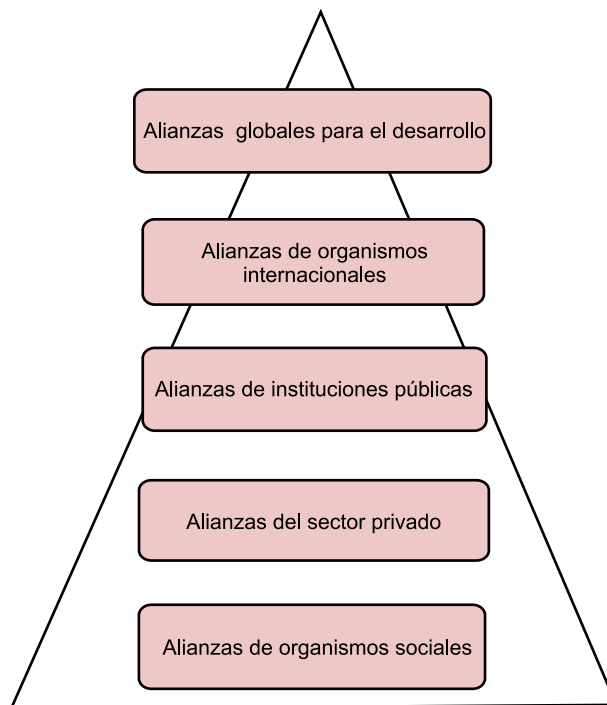 Alianzas globales para el desarrollo
Alianzas de organismos
internacionales
Alianzas de instituciones públicas
Alianzas del sector privado
Alianzas de organismos sociales